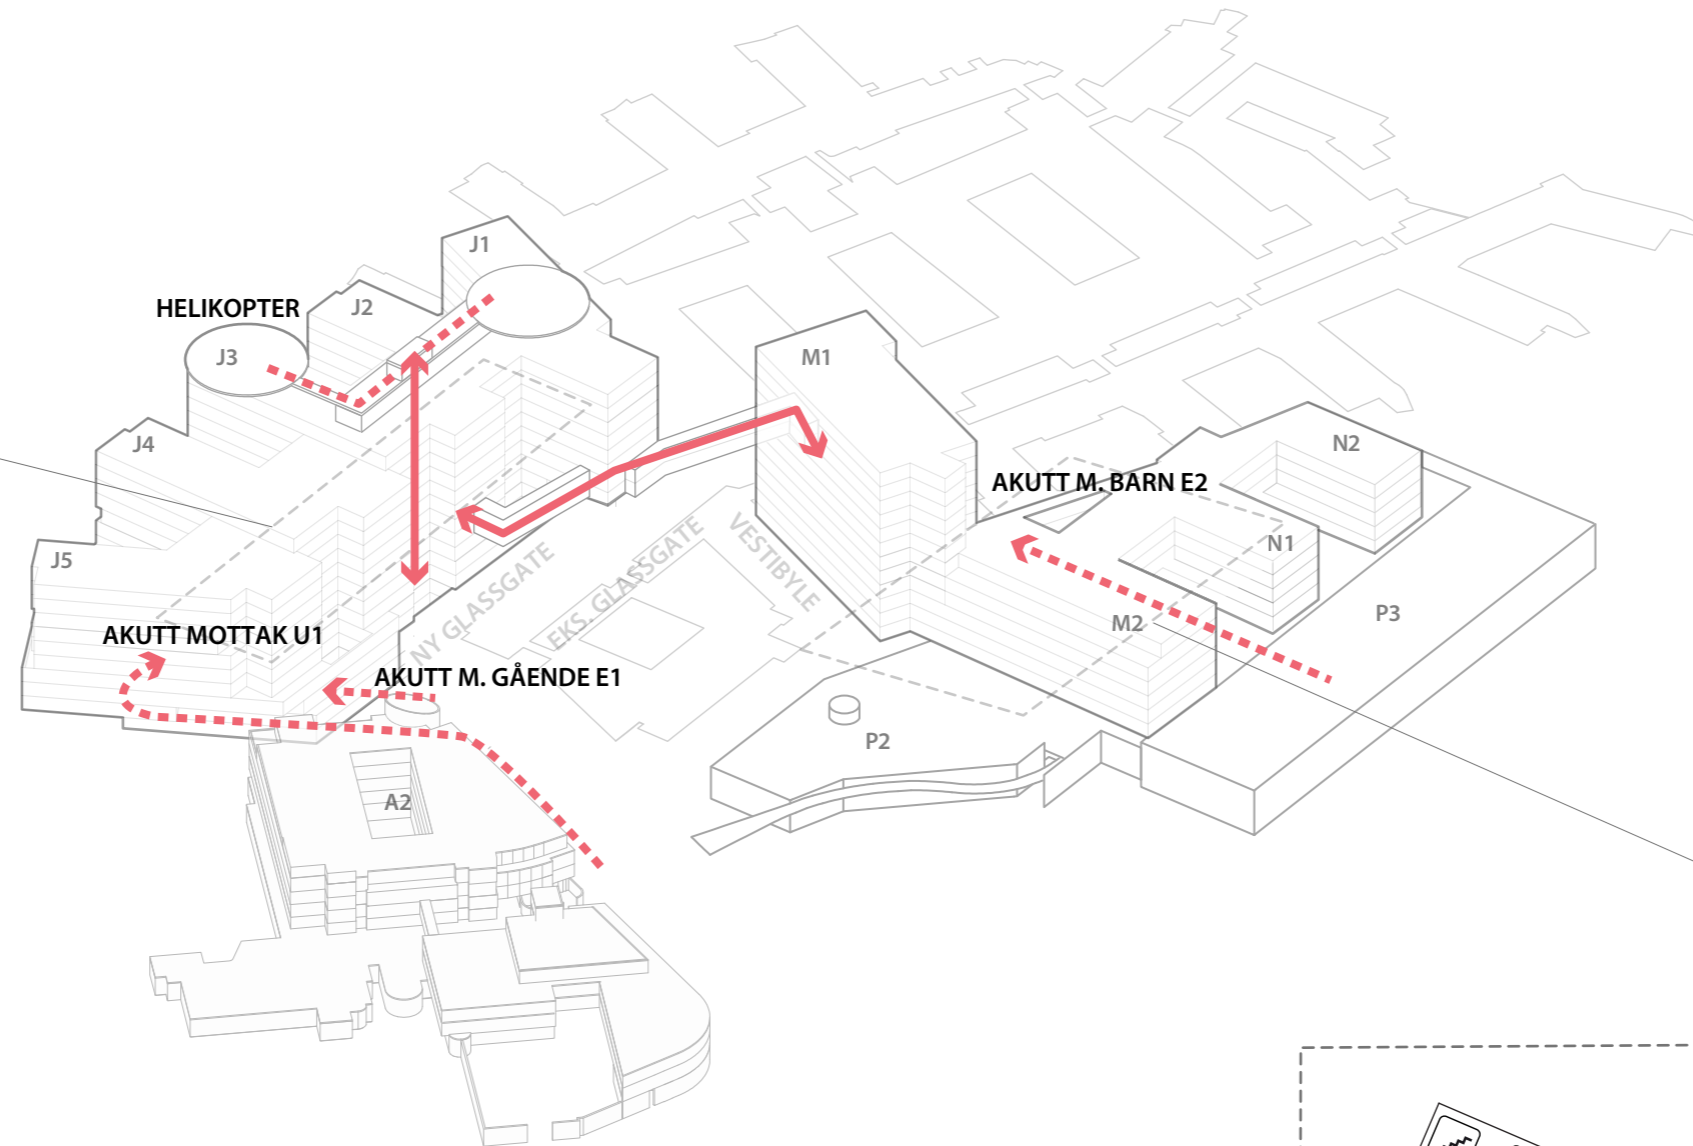 J1
HELIKOPTER
J2
J3
M1
J4
N2
AKUTT M. BARN E2
J5
N1
NY GLASSGATE
EKS. GLASSGATE
VESTIBYLE
P3
M2
AKUTT MOTTAK U1
AKUTT M. GÅENDE E1
P2
A2